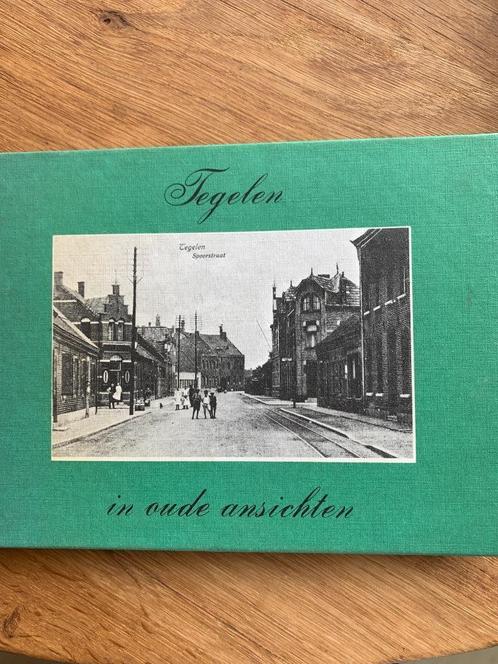 Tegelen
Tegelen
Spoorstraat
in oude ansichten